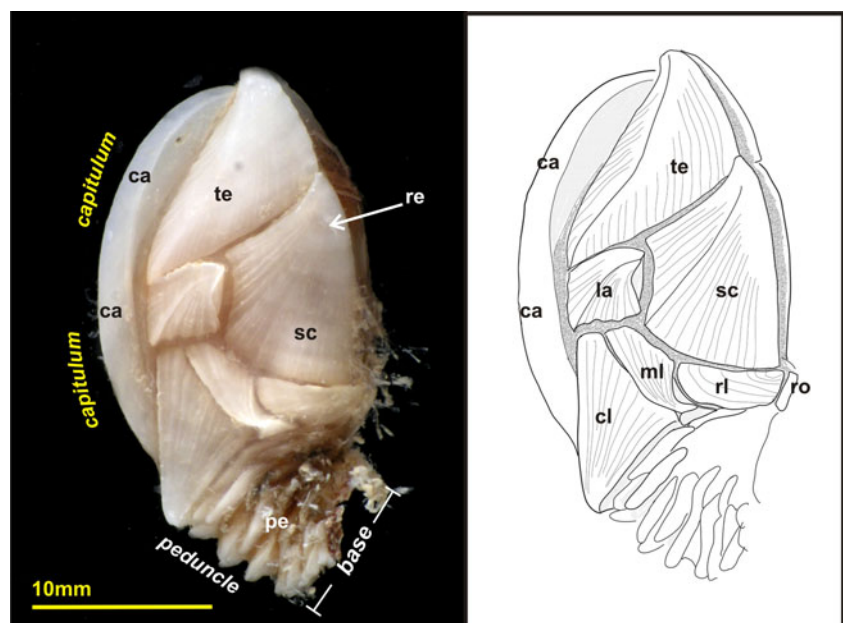 capitulum
ca
te
re
ca
sc
capitulum
pe
peduncle
base
10mm
ca
te
la
sc
ca
ml
rl
ro
cl